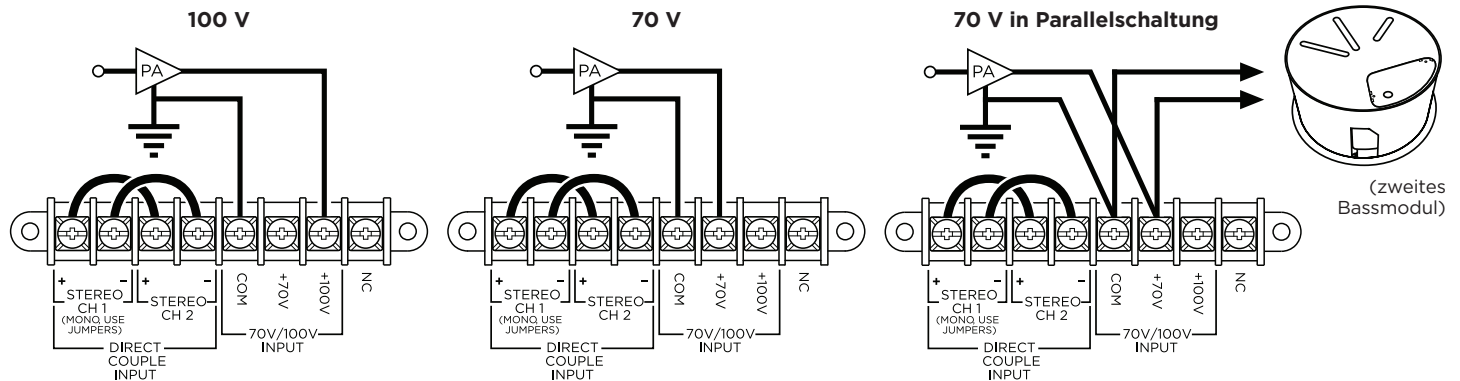 100 V
PA
+ − + −
STEREO
CH 1
(MONO, USE
JUMPERS)
STEREO
CH 2
COM
+70V
+100V
NC
DIRECT
COUPLE
INPUT
70V/100V
INPUT
70 V
PA
+ − + −
STEREO
CH 1
(MONO, USE
JUMPERS)
STEREO
CH 2
COM
+70V
+100V
NC
DIRECT
COUPLE
INPUT
70V/100V
INPUT
70 V in Parallelschaltung
PA
(zweites
Bassmodul)
+ − + −
STEREO
CH 1
(MONO, USE
JUMPERS)
STEREO
CH 2
COM
+70V
+100V
NC
DIRECT
COUPLE
INPUT
70V/100V
INPUT